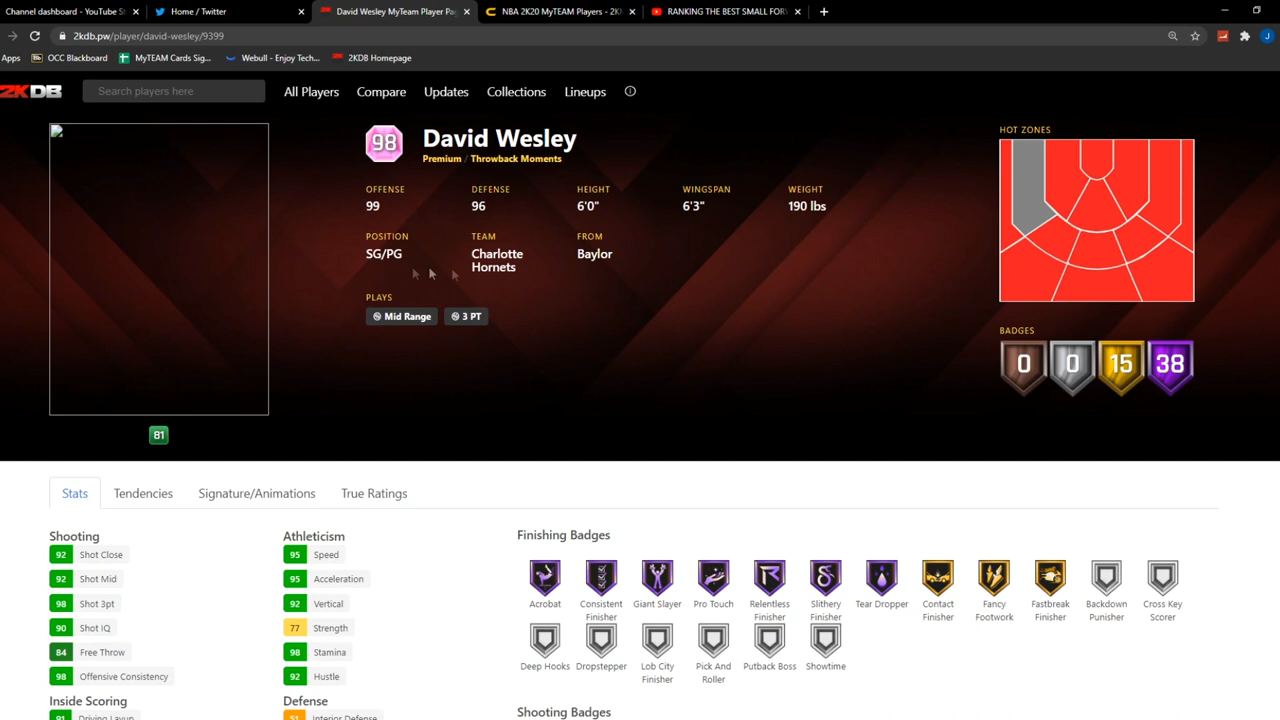 Channel dashboard - YouTube St
Home / Twitter
David Wesley MyTeam Player Pag
NBA 2K20 MyTEAM Players - 2K
RANKING THE BEST SMALL FOR
2kdb.pw/player/david-wesley/9399
J
Apps
OCC Blackboard
MyTEAM Cards Sig...
Webull - Enjoy Tech...
2KDB Homepage
2KDB
Search players here
All Players
Compare
Updates
Collections
Lineups
98
David Wesley
Premium / Throwback Moments
OFFENSE
DEFENSE
HEIGHT
WINGSPAN
WEIGHT
99
96
6'0"
6'3"
190 lbs
POSITION
TEAM
FROM
SG/PG
Charlotte
Hornets
Baylor
PLAYS
Mid Range
3 PT
HOT ZONES
BADGES
0
0
15
38
81
Stats
Tendencies
Signature/Animations
True Ratings
Shooting
92 Shot Close
92 Shot Mid
98 Shot 3pt
90 Shot IQ
84 Free Throw
98 Offensive Consistency
Inside Scoring
91 Driving Layup
Athleticism
95 Speed
95 Acceleration
92 Vertical
77 Strength
98 Stamina
92 Hustle
Defense
51 Interior Defense
Finishing Badges
Acrobat
Consistent
Finisher
Giant Slayer
Pro Touch
Relentless
Finisher
Slithery
Finisher
Tear Dropper
Contact
Finisher
Fancy
Footwork
Fastbreak
Finisher
Backdown
Punisher
Cross Key
Scorer
Deep Hooks
Dropstepper
Lob City
Finisher
Pick And
Roller
Putback Boss
Showtime
Shooting Badges